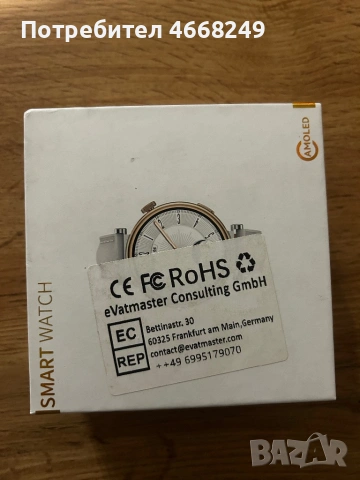 Потребител 4668249
AMOLED
SMART WATCH
CE FC RoHS
eVatmaster Consulting GmbH
EC REP
Bettinastr. 30
60325 Frankfurt am Main,Germany
contact@evatmaster.com
++49 6995179070
BAZAR